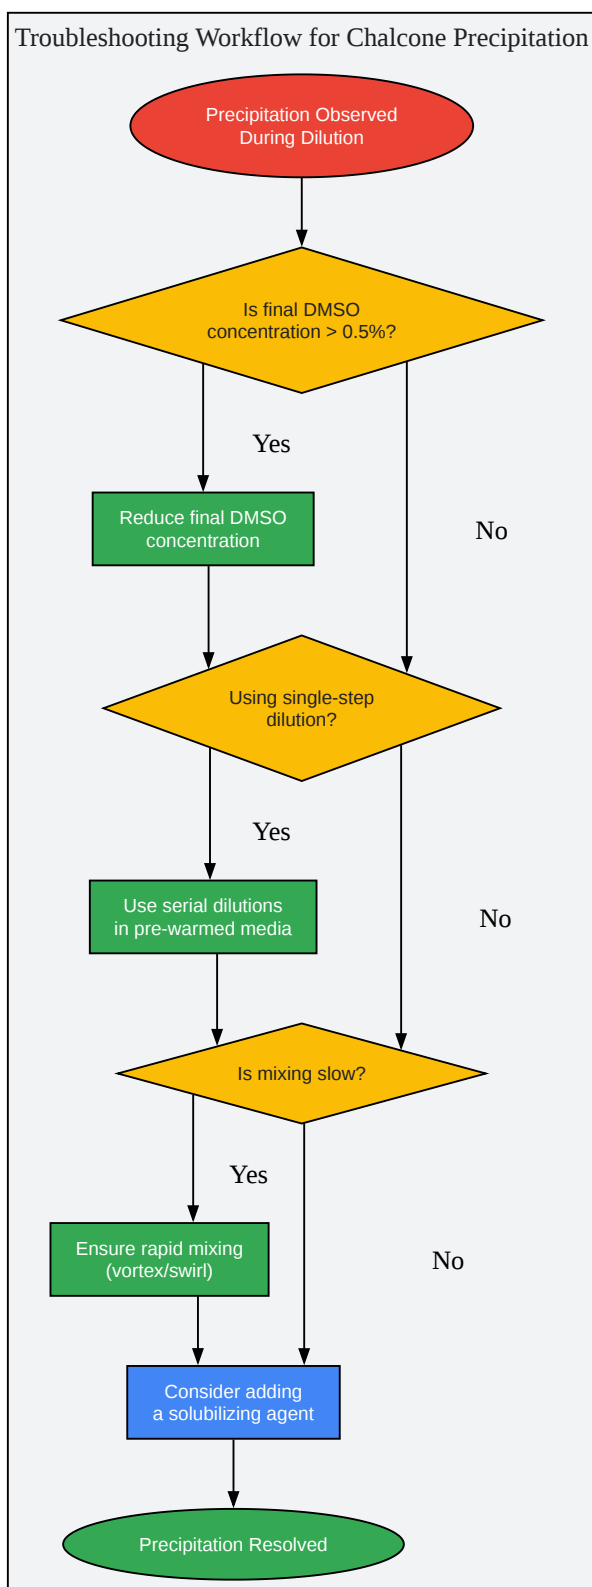 Troubleshooting Workflow for Chalcone Precipitation
Precipitation Observed
During Dilution
Is final DMSO
concentration > 0.5%?
Yes
Reduce final DMSO
concentration
No
Using single-step
dilution?
Yes
Use serial dilutions
in pre-warmed media
No
Is mixing slow?
Yes
Ensure rapid mixing
(vortex/swirl)
No
Consider adding
a solubilizing agent
Precipitation Resolved